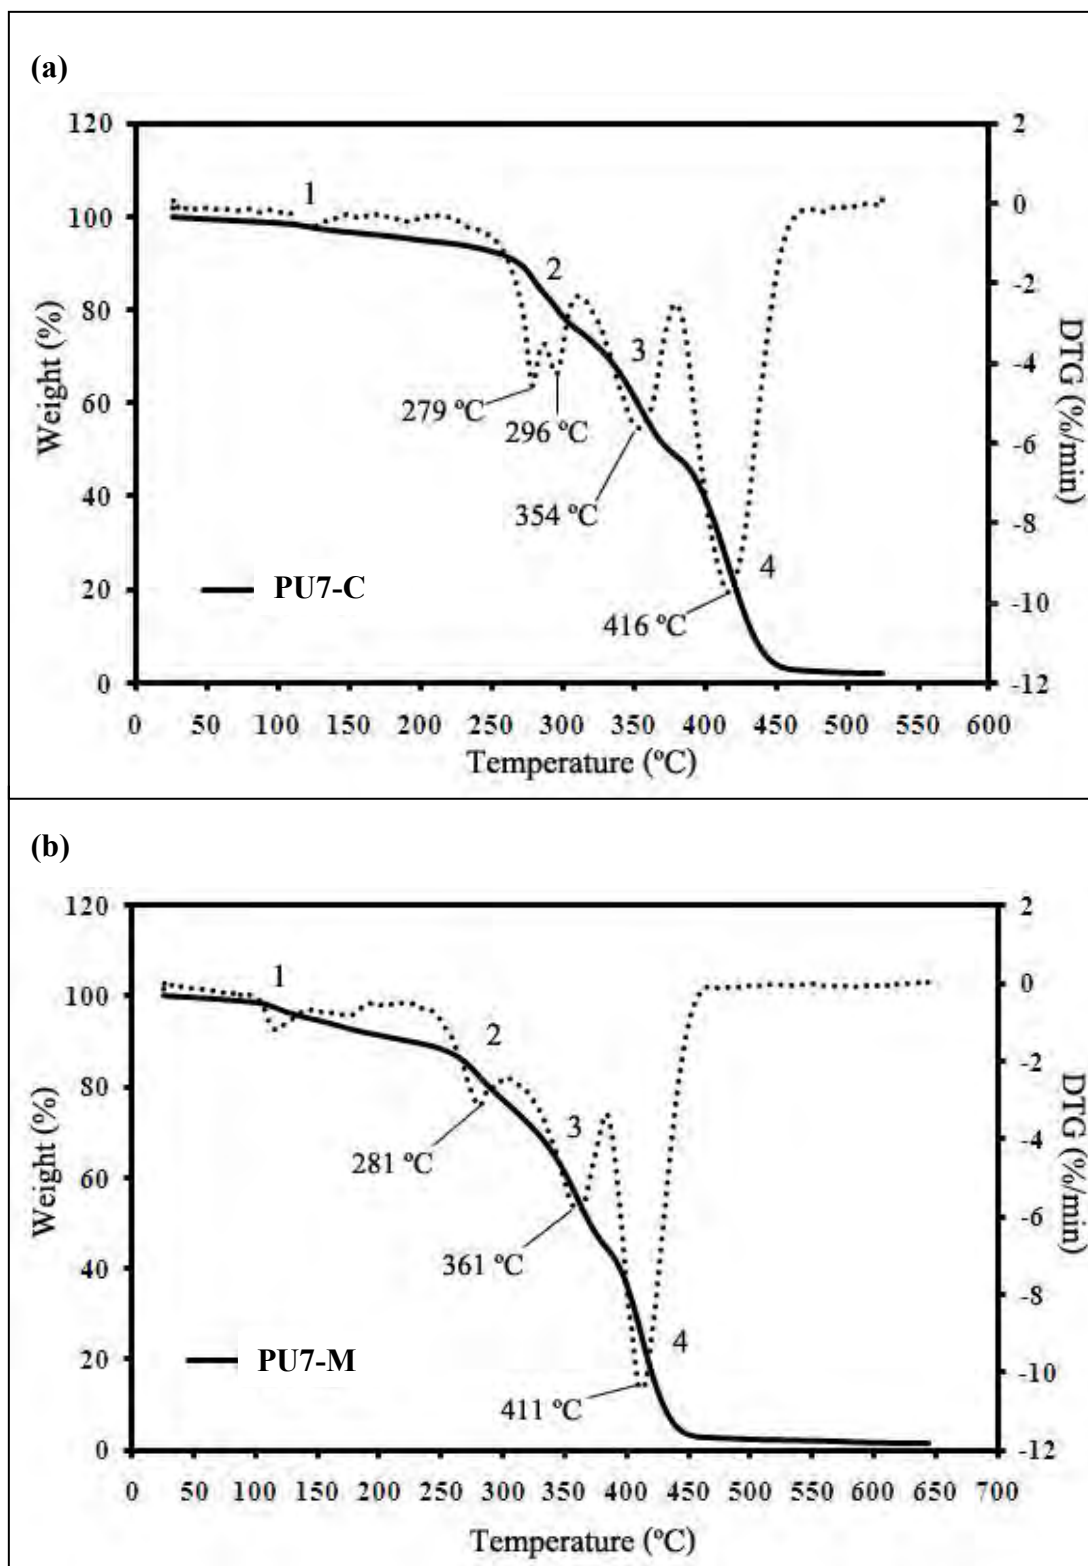 (a)
120
100
80
60
40
20
0
Weight (%)
2
0
-2
-4
-6
-8
-10
-12
DTG (%/min)
1
2
3
4
279 ºC
296 ºC
354 ºC
416 ºC
PU7-C
0 50 100 150 200 250 300 350 400 450 500 550 600
Temperature (ºC)
(b)
120
100
80
60
40
20
0
Weight (%)
2
0
-2
-4
-6
-8
-10
-12
DTG (%/min)
1
2
3
4
281 ºC
361 ºC
411 ºC
PU7-M
0 50 100 150 200 250 300 350 400 450 500 550 600 650 700
Temperature (ºC)